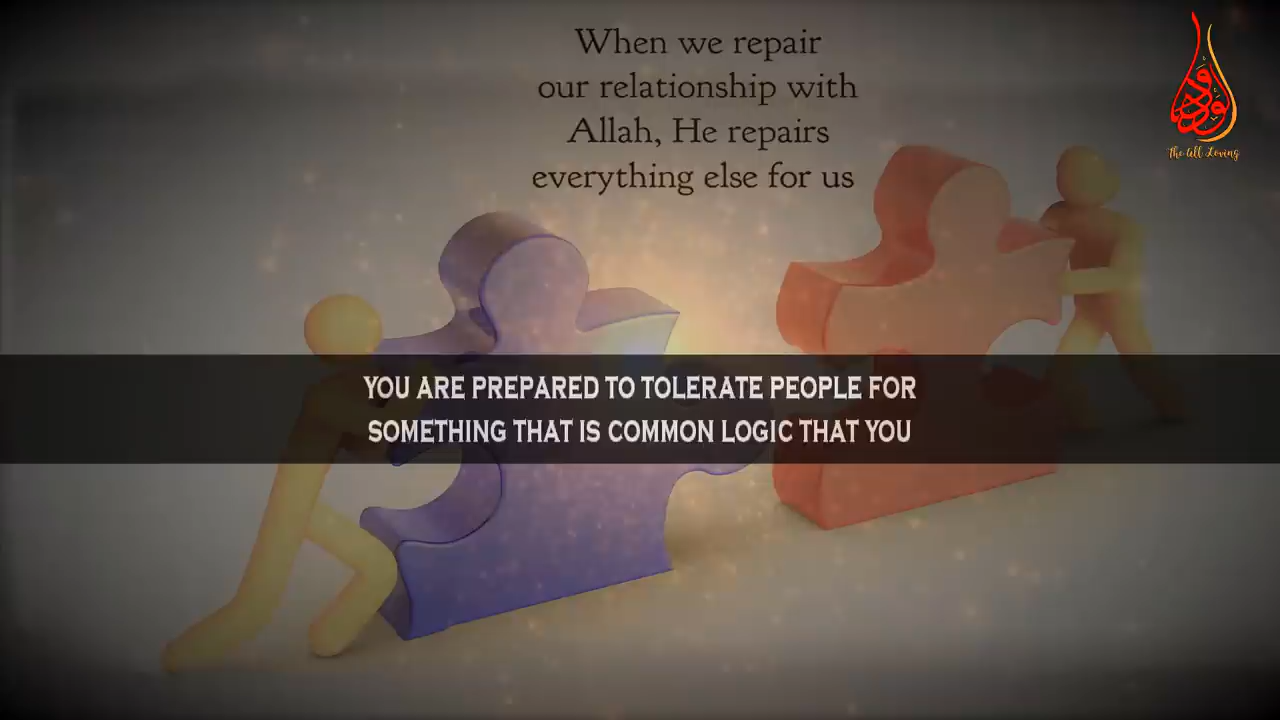 When we repair
our relationship with
Allah, He repairs
everything else for us
الودود
The All Loving
YOU ARE PREPARED TO TOLERATE PEOPLE FOR
SOMETHING THAT IS COMMON LOGIC THAT YOU